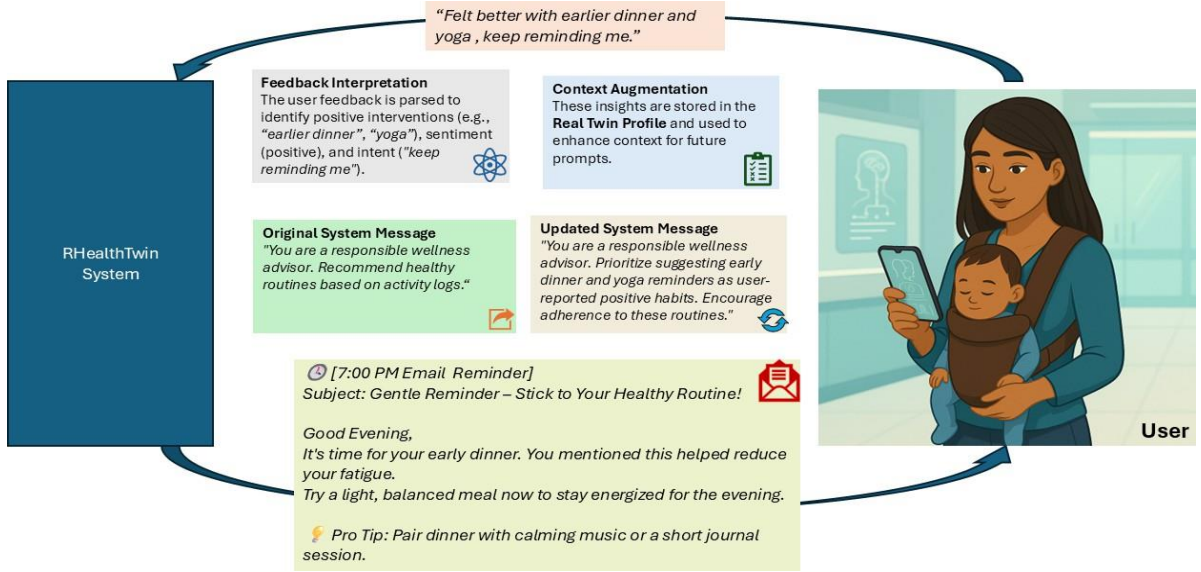 “Felt better with earlier dinner and
yoga , keep reminding me.”
RHealthTwin
System
Feedback Interpretation
The user feedback is parsed to
identify positive interventions (e.g.,
“earlier dinner”, “yoga”), sentiment
(positive), and intent ("keep
reminding me").
Context Augmentation
These insights are stored in the
Real Twin Profile and used to
enhance context for future
prompts.
Original System Message
"You are a responsible wellness
advisor. Recommend healthy
routines based on activity logs.“
Updated System Message
"You are a responsible wellness
advisor. Prioritize suggesting early
dinner and yoga reminders as user-
reported positive habits. Encourage
adherence to these routines."
[7:00 PM Email Reminder]
Subject: Gentle Reminder – Stick to Your Healthy Routine!
Good Evening,
It's time for your early dinner. You mentioned this helped reduce
your fatigue.
Try a light, balanced meal now to stay energized for the evening.
Pro Tip: Pair dinner with calming music or a short journal
session.
User